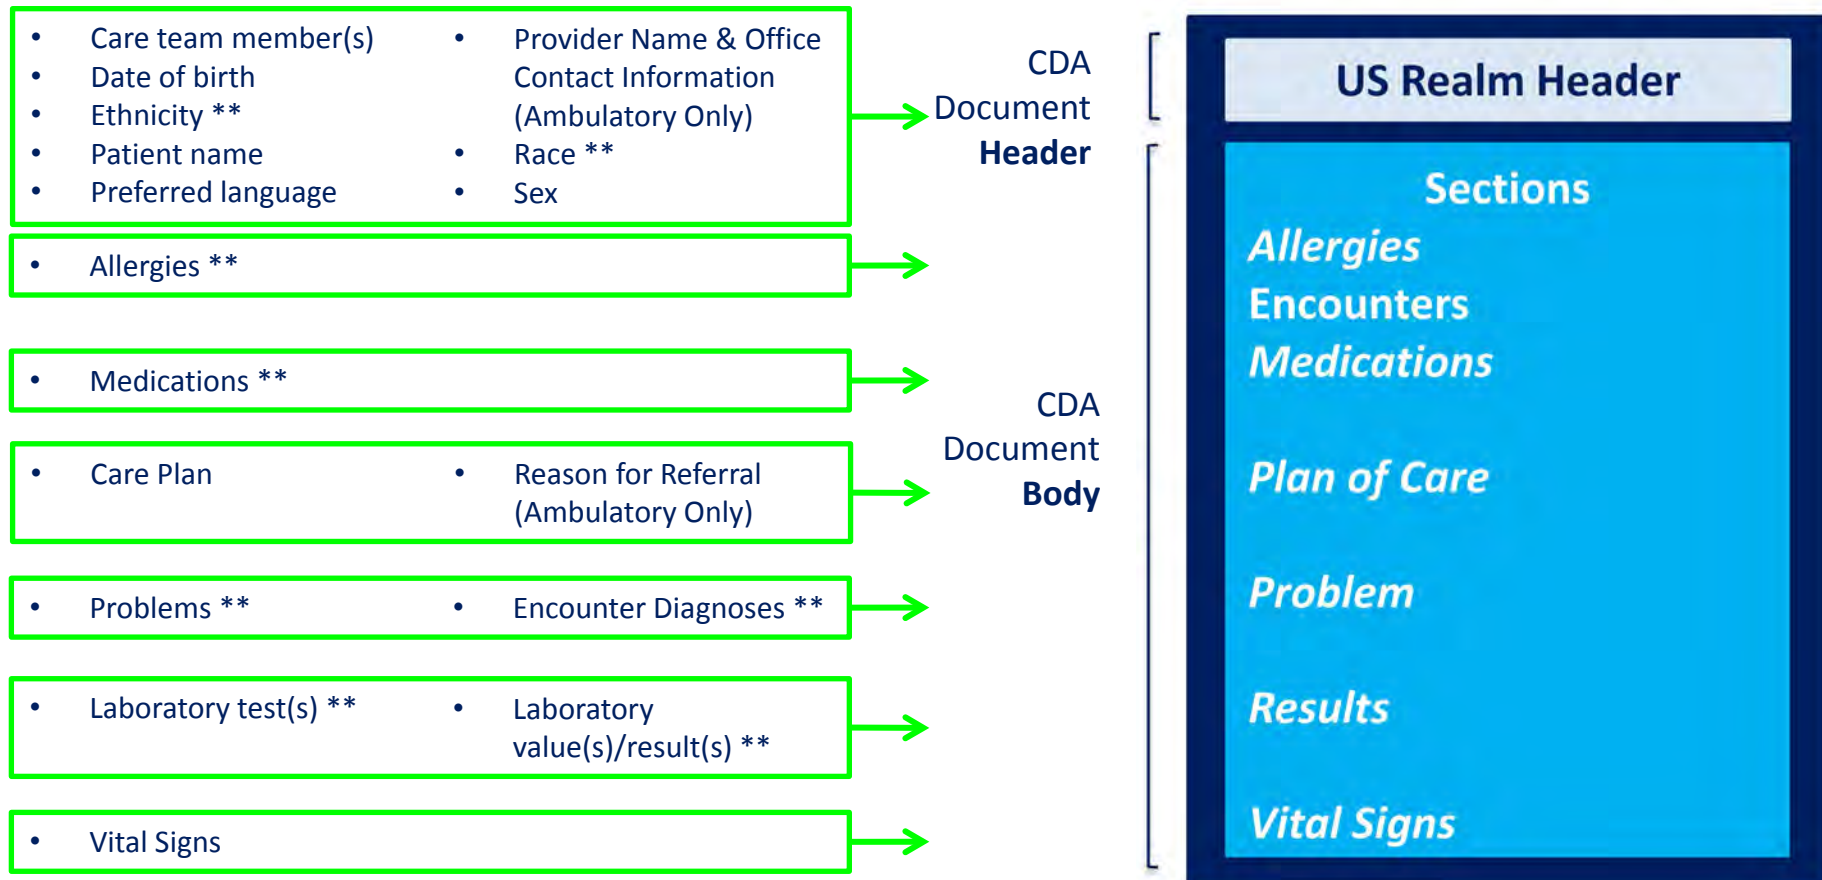 • Care team member(s)
• Date of birth
• Ethnicity **
• Patient name
• Preferred language
• Provider Name & Office
Contact Information
(Ambulatory Only)
• Race **
• Sex
• Allergies **
• Medications **
• Care Plan
• Reason for Referral
(Ambulatory Only)
• Problems **
• Encounter Diagnoses **
• Laboratory test(s) **
• Laboratory
value(s)/result(s) **
• Vital Signs
CDA
Document
Header
CDA
Document
Body
US Realm Header
Sections
Allergies
Encounters
Medications
Plan of Care
Problem
Results
Vital Signs